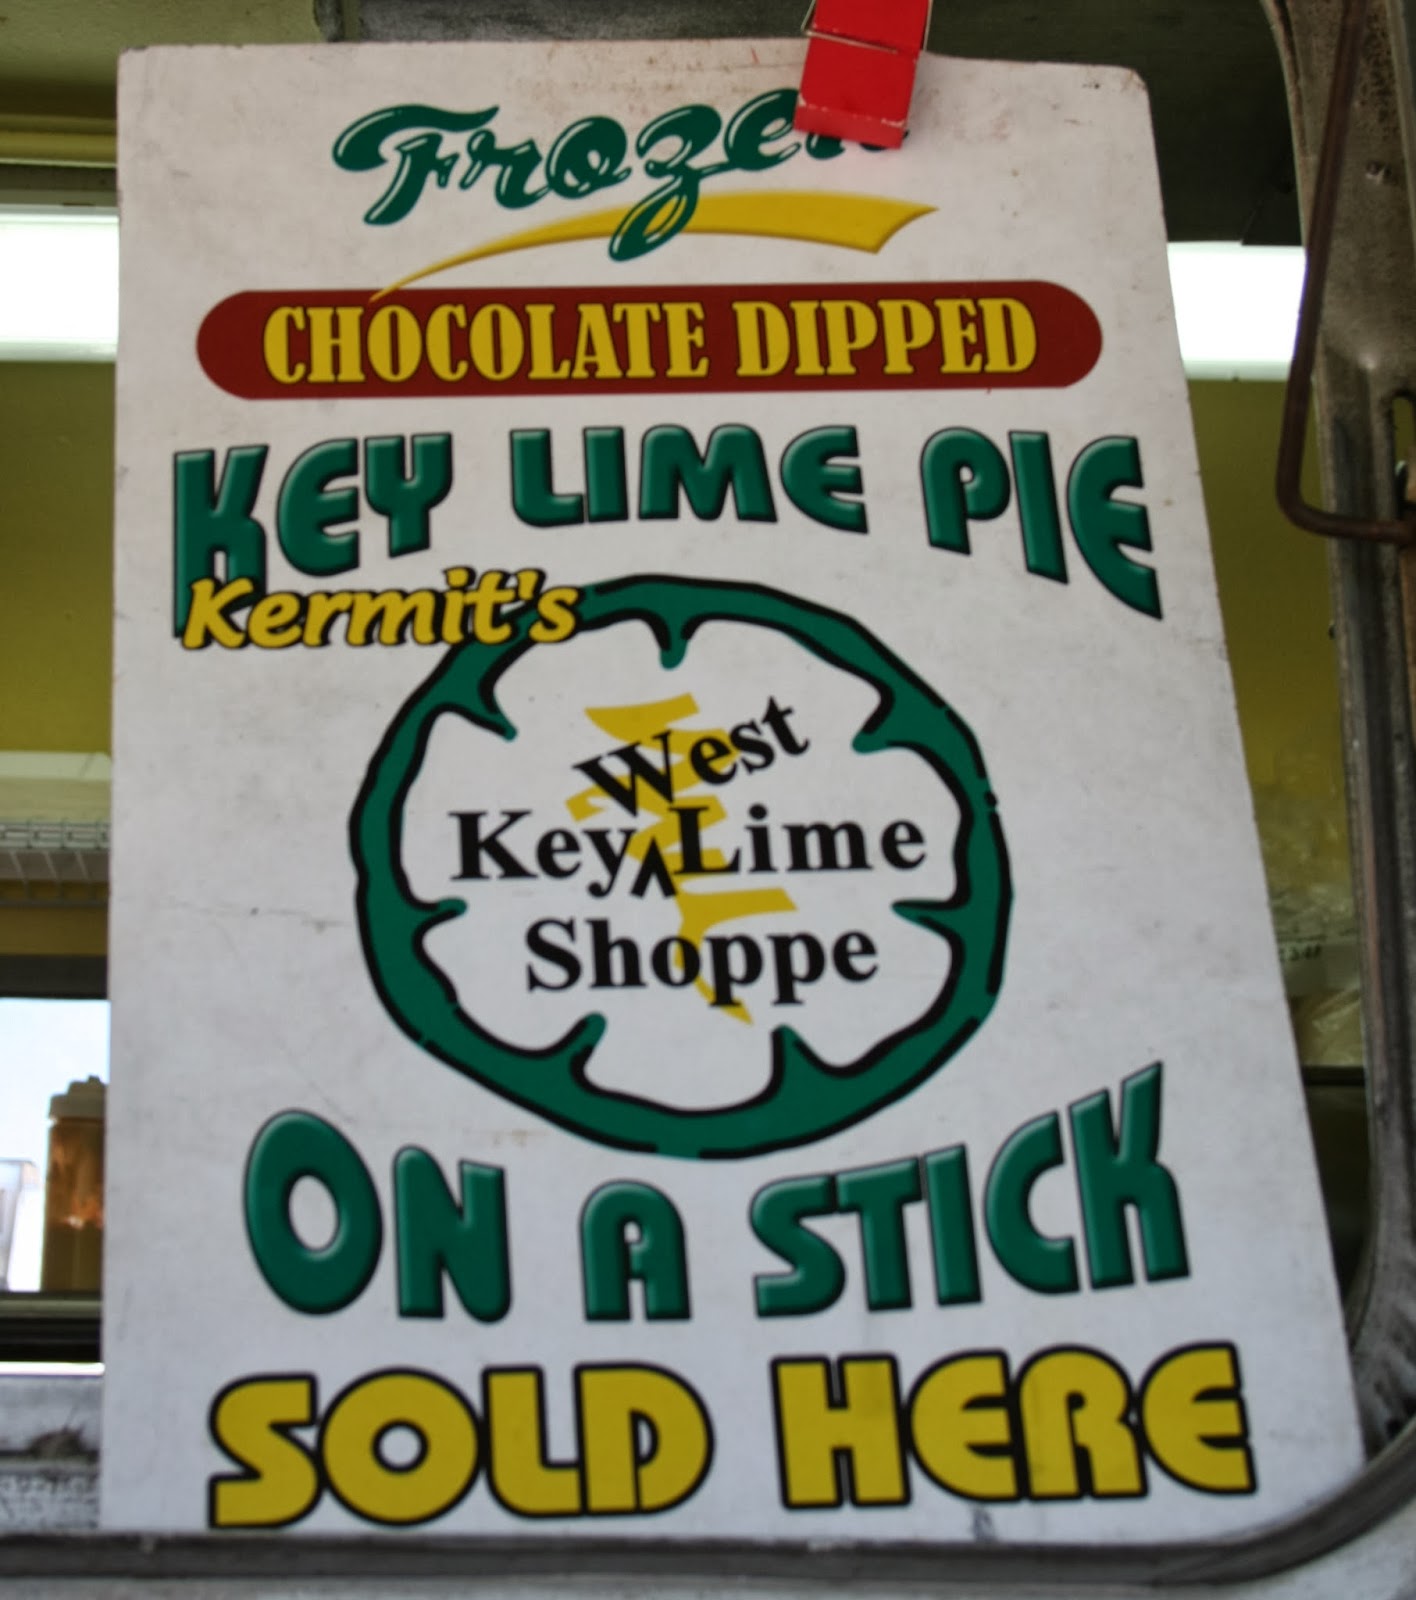 Frozen
CHOCOLATE DIPPED
KEY LIME PIE
Kermit's
West
Key ^ Lime
Shoppe
ON A STICK
SOLD HERE